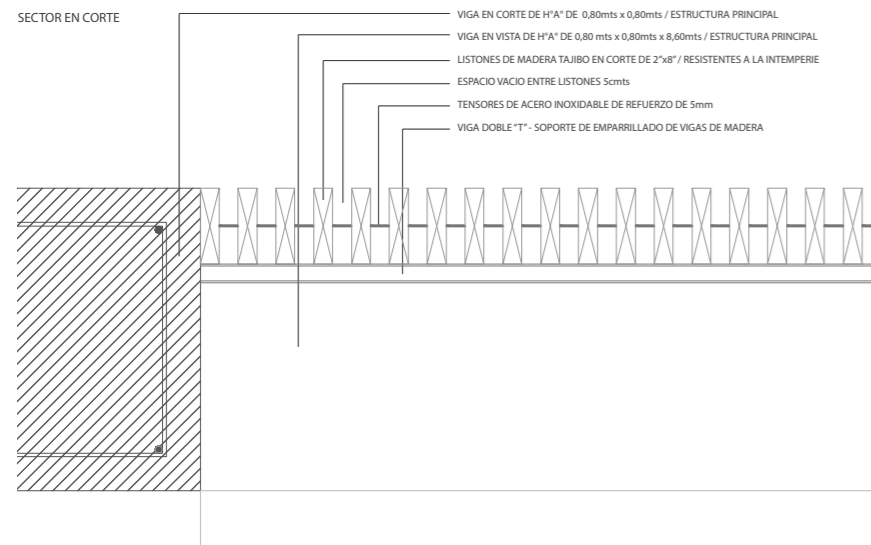 SECTOR EN CORTE
VIGA EN CORTE DE H°A° DE 0,80mts x 0,80mts / ESTRUCTURA PRINCIPAL
VIGA EN VISTA DE H°A° DE 0,80 mts x 0,80mts x 8,60mts / ESTRUCTURA PRINCIPAL
LISTONES DE MADERA TAJIBO EN CORTE DE 2"x8" / RESISTENTES A LA INTEMPERIE
ESPACIO VACIO ENTRE LISTONES 5cmts
TENSORES DE ACERO INOXIDABLE DE REFUERZO DE 5mm
VIGA DOBLE "T" - SOPORTE DE EMPARRILLADO DE VIGAS DE MADERA